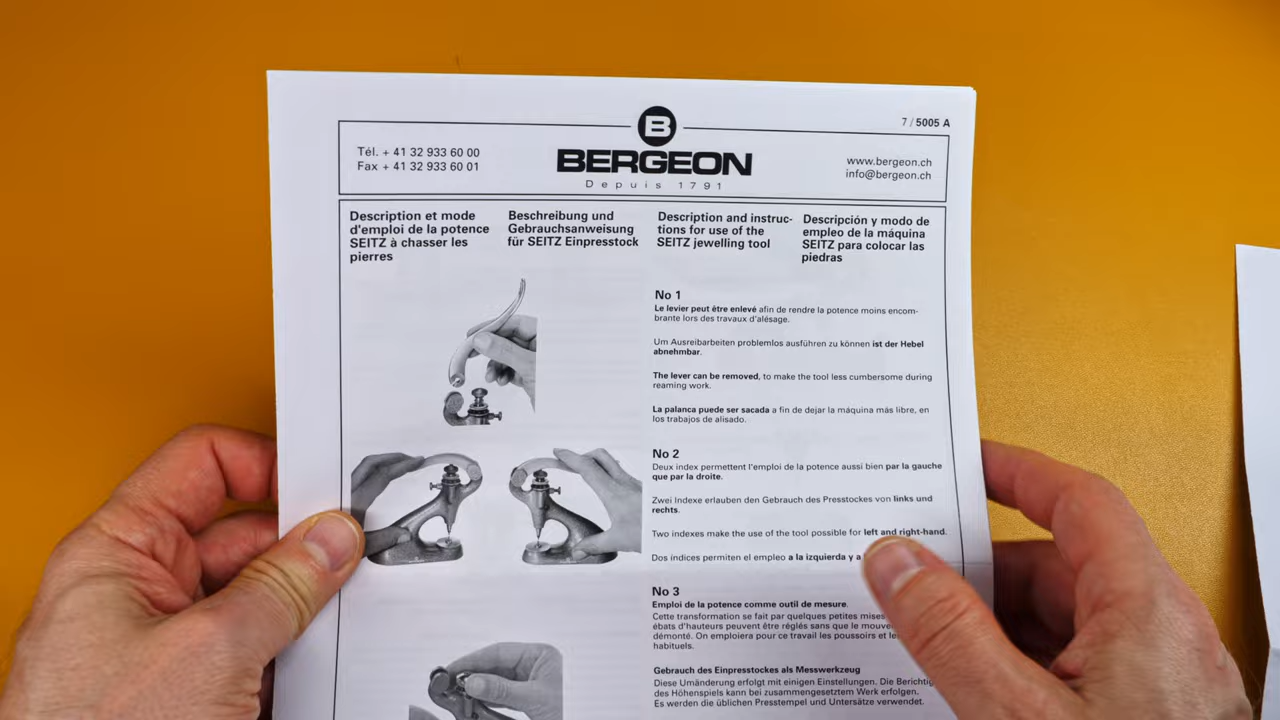 7 / 5005 A
Tél. + 41 32 933 60 00
Fax + 41 32 933 60 01
B
BERGEON
Depuis 1791
www.bergeon.ch
info@bergeon.ch
Description et mode
d'emploi de la potence
SEITZ à chasser les
pierres
Beschreibung und
Gebrauchsanweisung
für SEITZ Einpresstock
Description and instruc-
tions for use of the
SEITZ jewelling tool
Descripción y modo de
empleo de la máquina
SEITZ para colocar las
piedras
No 1
Le levier peut être enlevé afin de rendre la potence moins encom-
brante lors des travaux d'alésage.
Um Ausreibarbeiten problemlos ausführen zu können ist der Hebel
abnehmbar.
The lever can be removed, to make the tool less cumbersome during
reaming work.
La palanca puede ser sacada a fin de dejar la máquina más libre, en
los trabajos de alisado.
No 2
Deux index permettent l'emploi de la potence aussi bien par la gauche
que par la droite.
Zwei Indexe erlauben den Gebrauch des Presstockes von links und
rechts.
Two indexes make the use of the tool possible for left and right-hand.
Dos índices permiten el empleo a la izquierda y a
No 3
Emploi de la potence comme outil de mesure.
Cette transformation se fait par quelques petites mises
ébats d'hauteurs peuvent être réglés sans que le
démonté. On emploiera pour ce travail les poussoirs et
habituels.
Gebrauch des Einpresstockes als Messwerkzeug
Diese Umänderung erfolgt mit einigen Einstellungen. Die
des Höhenspiels kann bei zusammengesetztem Werk erfolgen.
Es werden die üblichen Presstempel und Untersätze verwendet.